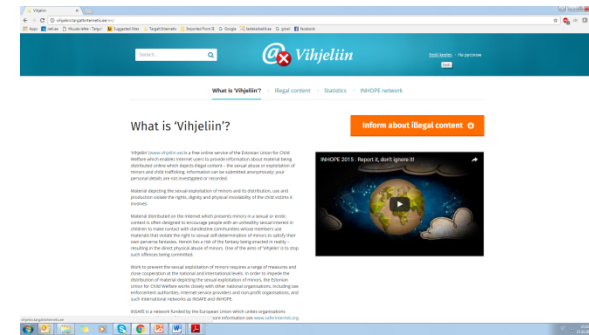 Vihjeliin
vihjeliin.targaltinternetis.ee/en/
Search
Vihjeliin
Eesti keeles - На русском
What is 'Vihjeliin'? Illegal content Statistics INHOPE network
What is 'Vihjeliin'?
Inform about illegal content
'Vihjeliin' (www.vihjeliin.ee) is a free online service of the Estonian Union for Child
Welfare which enables internet users to provide information about material being
distributed online which depicts illegal content - the sexual abuse or exploitation of
minors and child trafficking. Information can be submitted anonymously: your
personal details are not investigated or recorded.
INHOPE 2015 : Report it, don't ignore it!
Material depicting the sexual exploitation of minors and its distribution, use and
production violate the rights, dignity and physical inviolability of the child victims it
involves.
Material distributed on the internet which presents minors in a sexual or erotic
context is often designed to encourage people with an unhealthy sexual interest in
children to make contact with clandestine communities whose members use
materials that violate the right to sexual self-determination of minors to satisfy their
own perverse fantasies. Herein lies a risk of the fantasy being enacted in reality -
resulting in the direct physical abuse of minors. One of the aims of 'Vihjeliin' is to stop
such offences being committed.
Work to prevent the sexual exploitation of minors requires a range of measures and
close cooperation at the national and international levels. In order to impede the
distribution of material depicting the sexual exploitation of minors, the Estonian
Union for Child Welfare works closely with other national organisations, including law
enforcement authorities, internet service providers and non-profit organisations, and
such international networks as INSAFE and INHOPE.
INSAFE is a network funded by the European Union which unites organisations
more information see www.saferinternet.org.